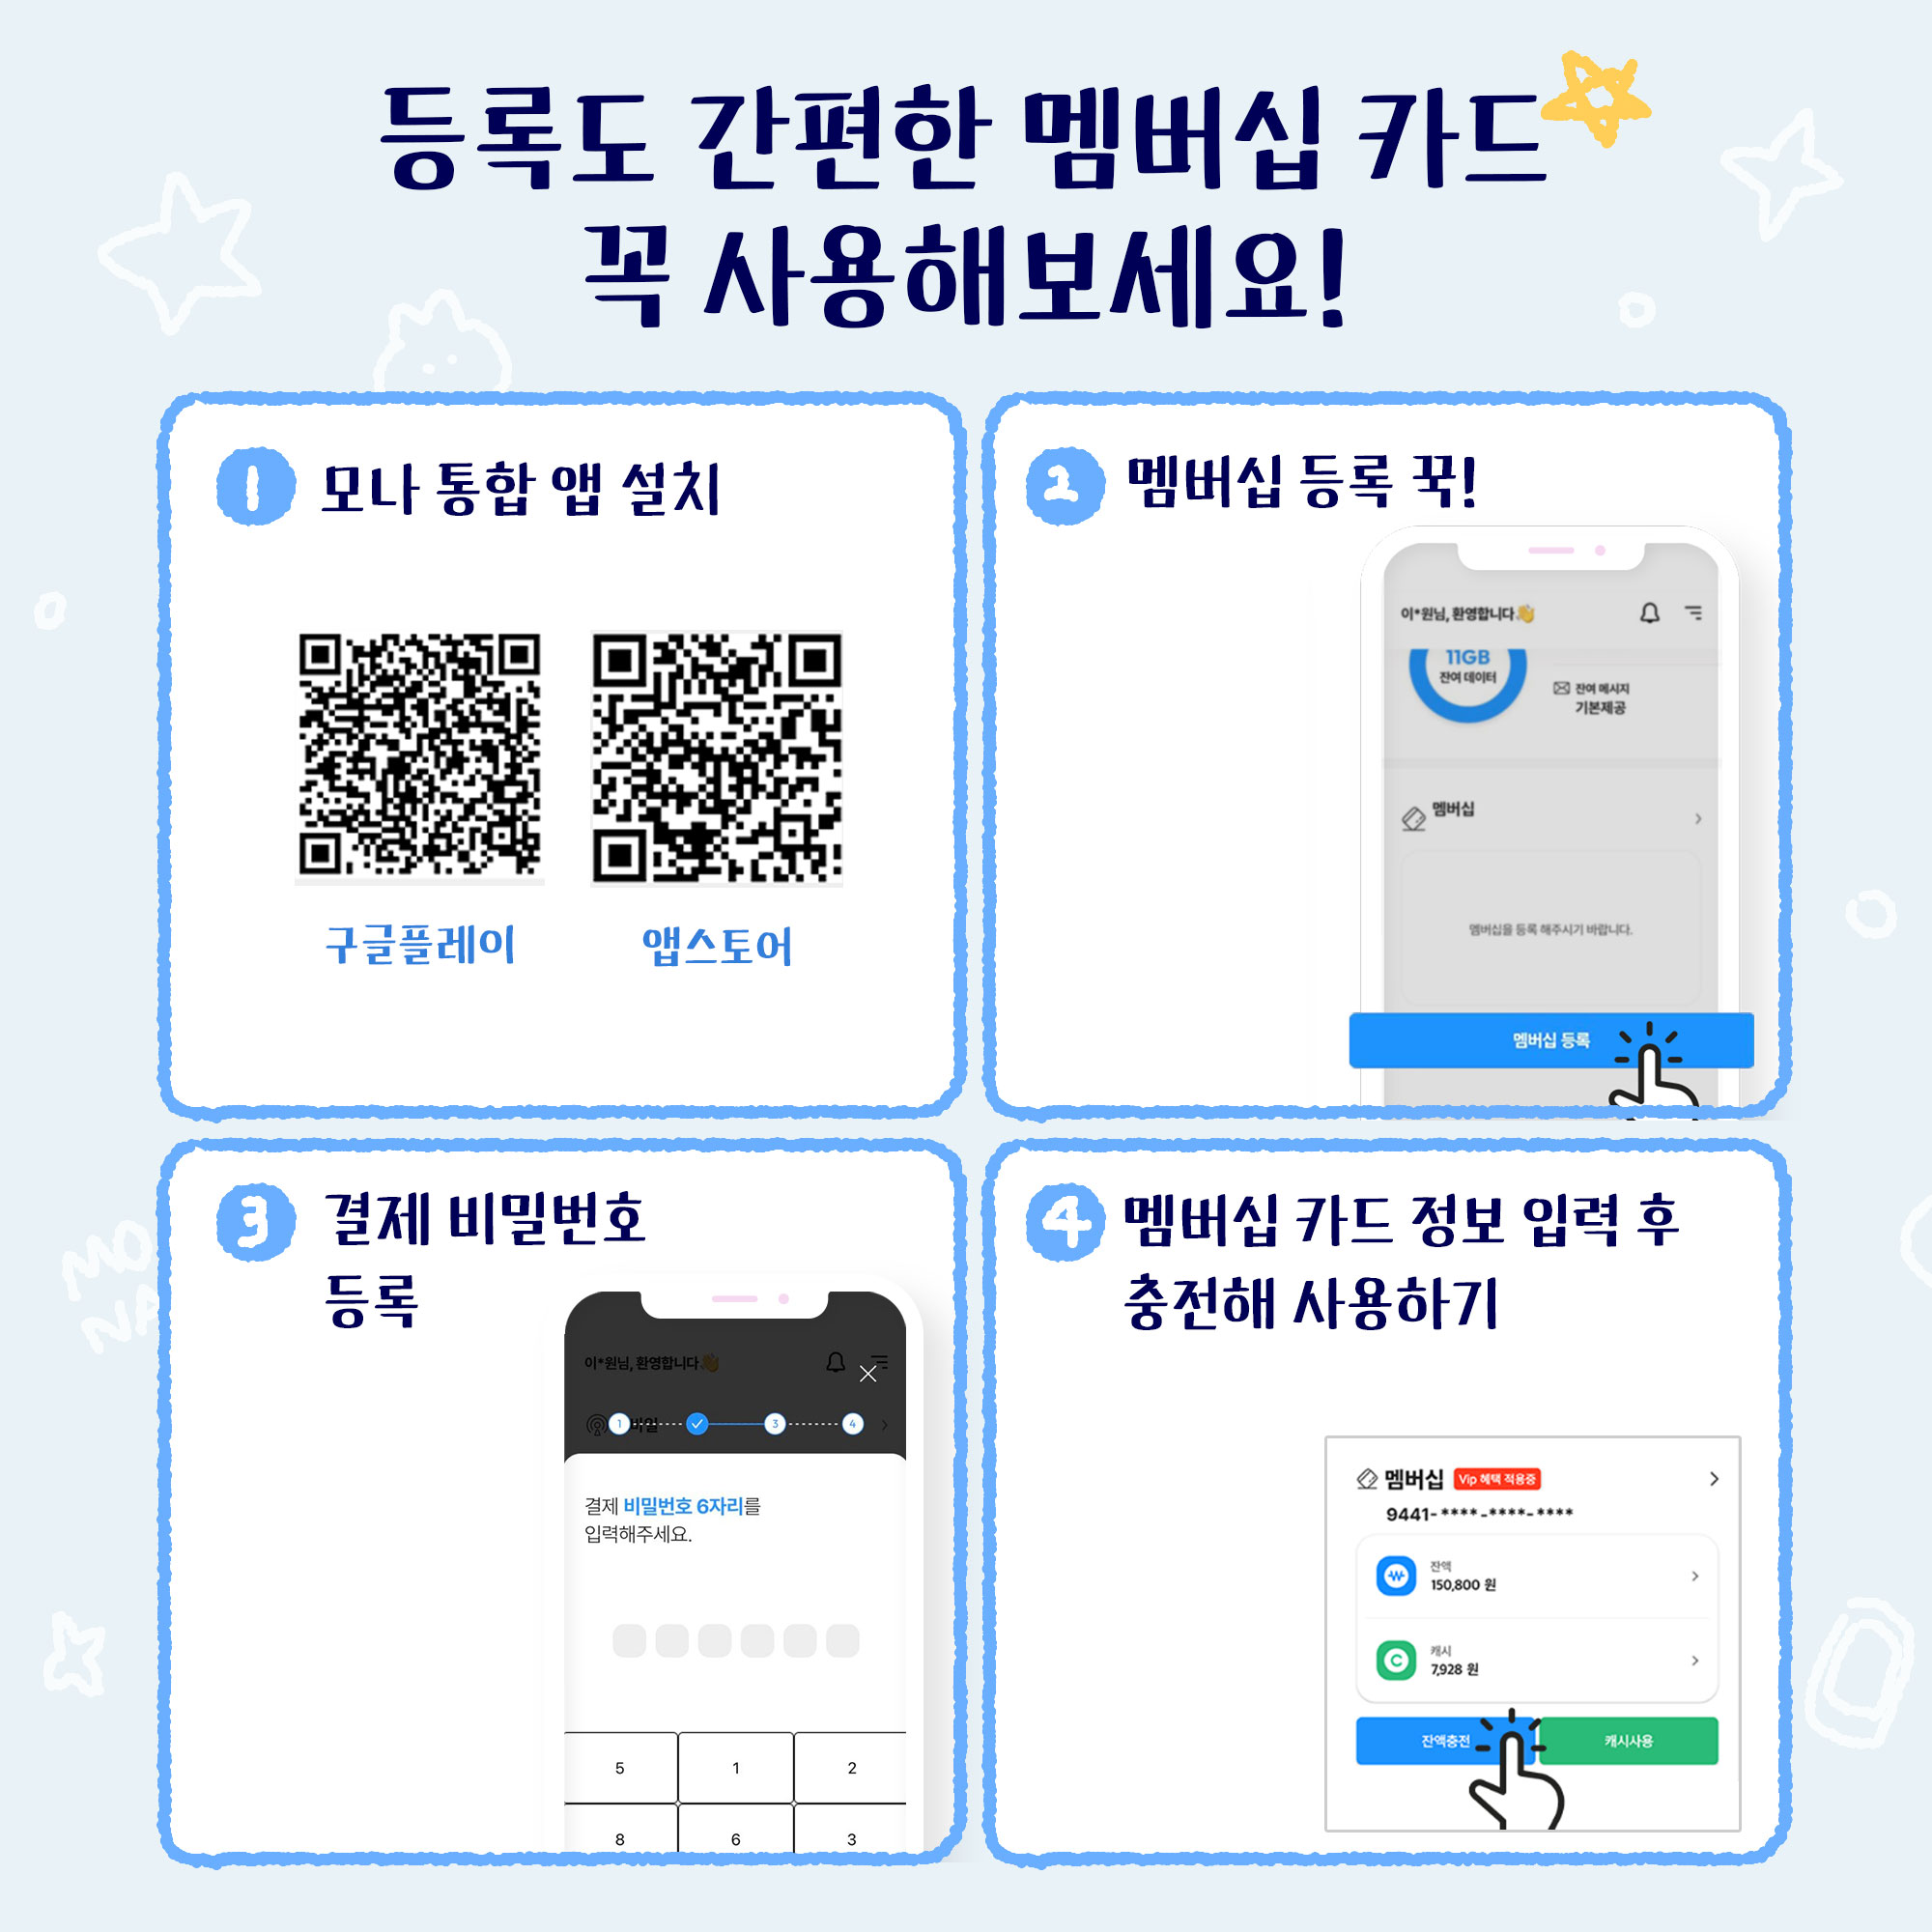 등록도 간편한 멤버십 카드
꼭 사용해보세요!
1 모나 통합 앱 설치
구글플레이
앱스토어
2 멤버십 등록 꾹!
이*원님, 환영합니다👋
11GB
잔여 데이터
잔여 메시지
기본제공
멤버십
멤버십을 등록 해주시기 바랍니다.
멤버십 등록
MO
NA
3 결제 비밀번호
등록
이*원님, 환영합니다👋
1 3 4
결제 비밀번호 6자리를
입력해주세요.
5 1 2
8 6 3
4 멤버십 카드 정보 입력 후
충전해 사용하기
멤버십 Vip 혜택 적용중
9441-****-****-****
잔액
150,800 원
캐시
7,928 원
잔액충전 캐시사용